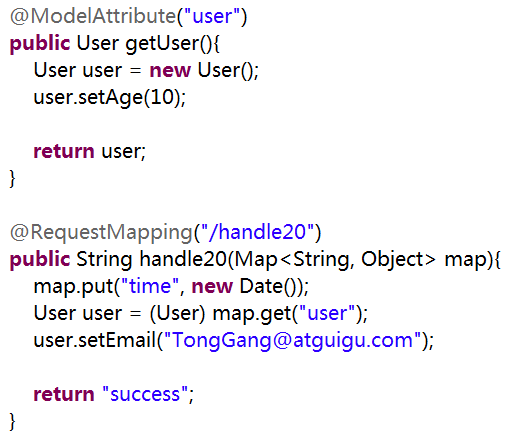 @ModelAttribute("user")
public User getUser(){
    User user = new User();
    user.setAge(10);

    return user;
}

@RequestMapping("/handle20")
public String handle20(Map<String, Object> map){
    map.put("time", new Date());
    User user = (User) map.get("user");
    user.setEmail("TongGang@atguigu.com");

    return "success";
}